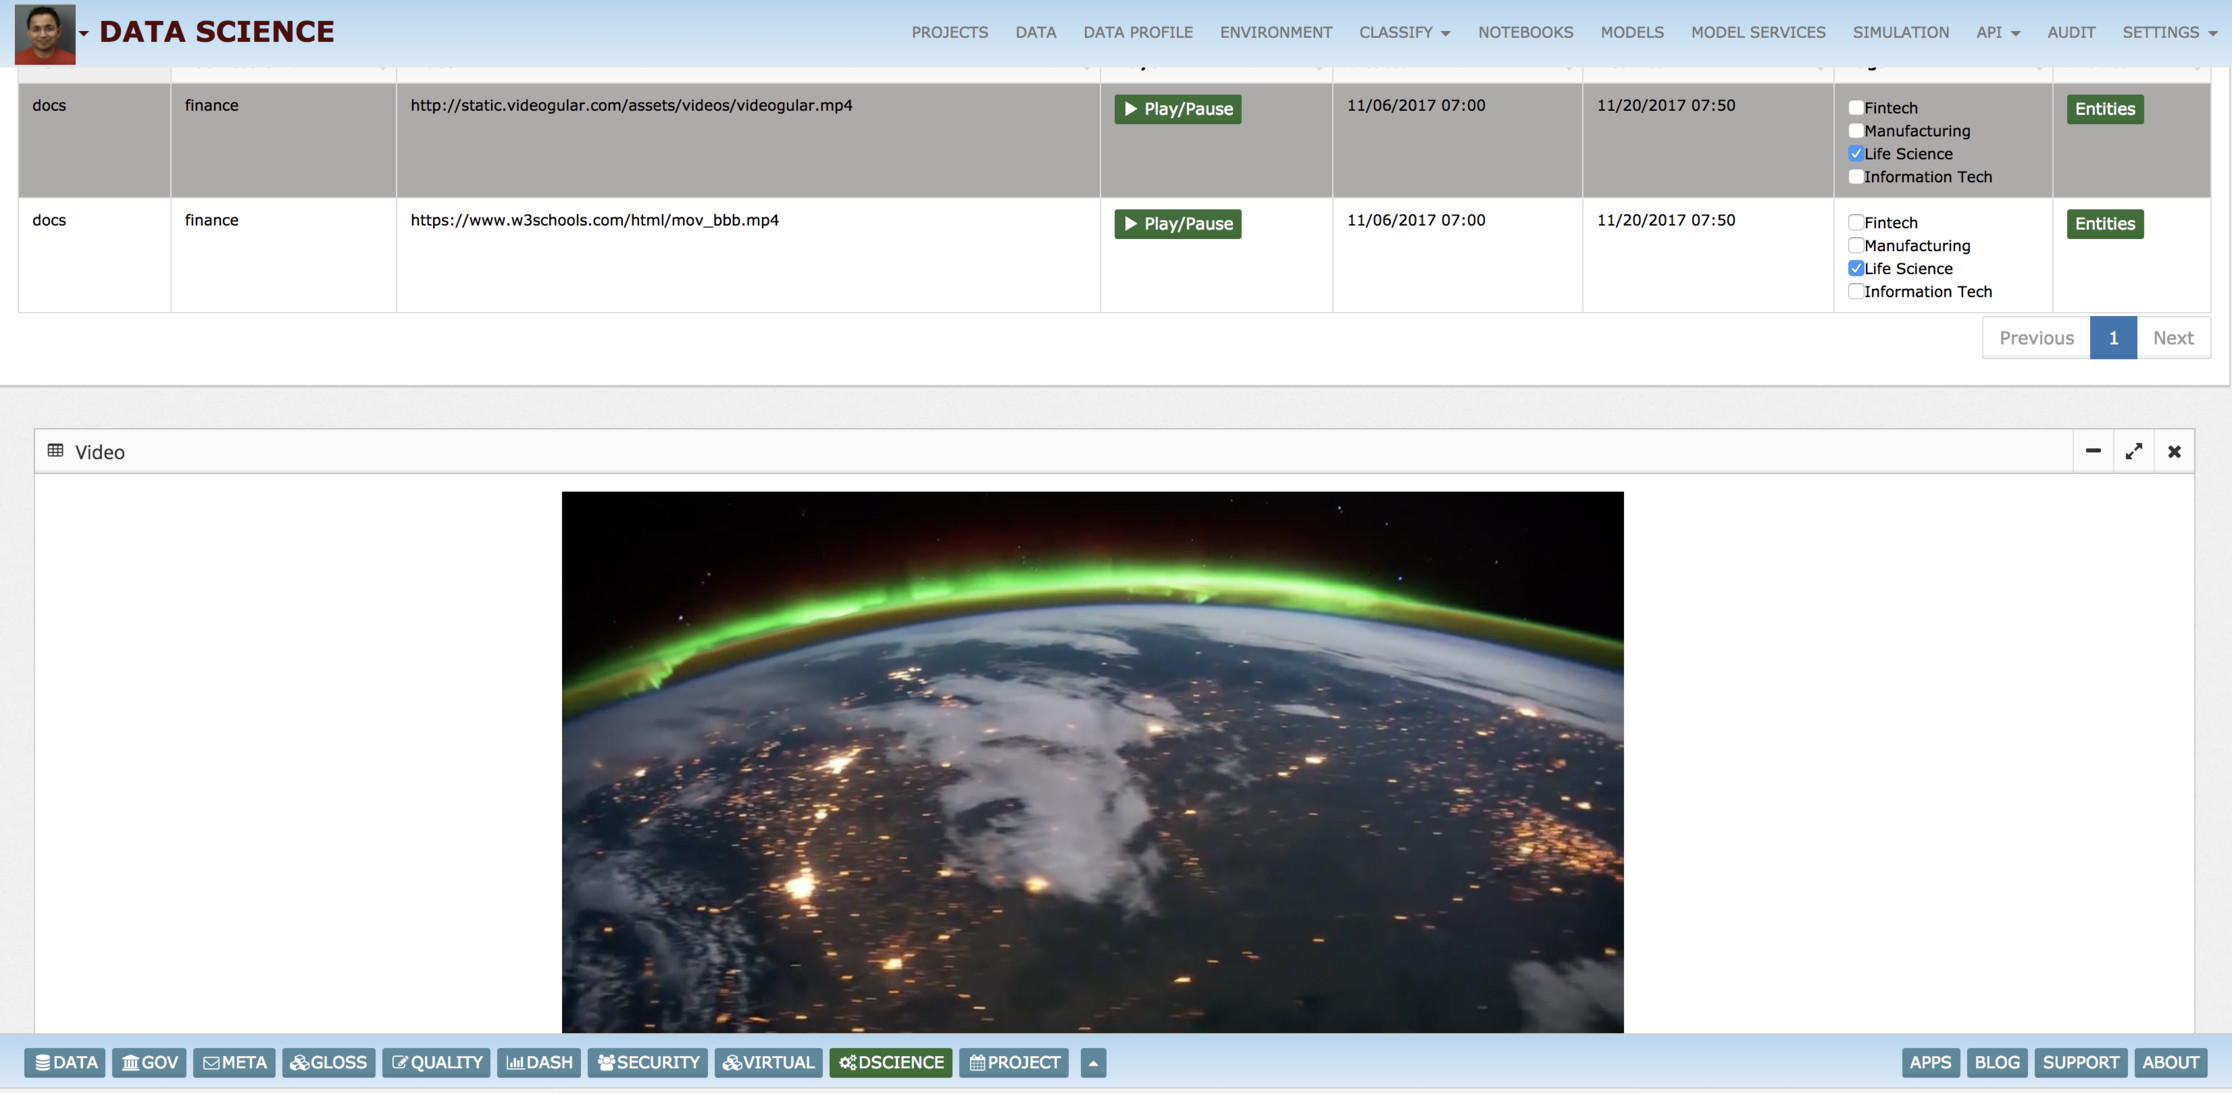 DATA SCIENCE
PROJECTS DATA DATA PROFILE ENVIRONMENT CLASSIFY NOTEBOOKS MODELS MODEL SERVICES SIMULATION API AUDIT SETTINGS
docs finance http://static.videogular.com/assets/videos/videogular.mp4 Play/Pause 11/06/2017 07:00 11/20/2017 07:50 Fintech Entities
Manufacturing
Life Science
Information Tech
docs finance https://www.w3schools.com/html/mov_bbb.mp4 Play/Pause 11/06/2017 07:00 11/20/2017 07:50 Fintech Entities
Manufacturing
Life Science
Information Tech
Previous 1 Next
Video
DATA GOV META GLOSS QUALITY DASH SECURITY VIRTUAL DSCIENCE PROJECT APPS BLOG SUPPORT ABOUT